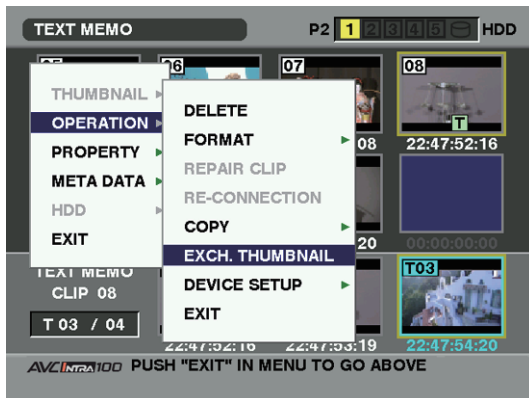 TEXT MEMO P2 1 2 3 4 5 HDD
06 07 08
T
08 22:47:52:16
THUMBNAIL
OPERATION
PROPERTY
META DATA
HDD
EXIT
DELETE
FORMAT
REPAIR CLIP
RE-CONNECTION
COPY
EXCH. THUMBNAIL
DEVICE SETUP
EXIT
20 00:00:00:00
TEXT MEMO
CLIP 08
T 03 / 04
T03
22:47:52:16 22:47:53:19 22:47:54:20
AVC INTRA 100 PUSH "EXIT" IN MENU TO GO ABOVE